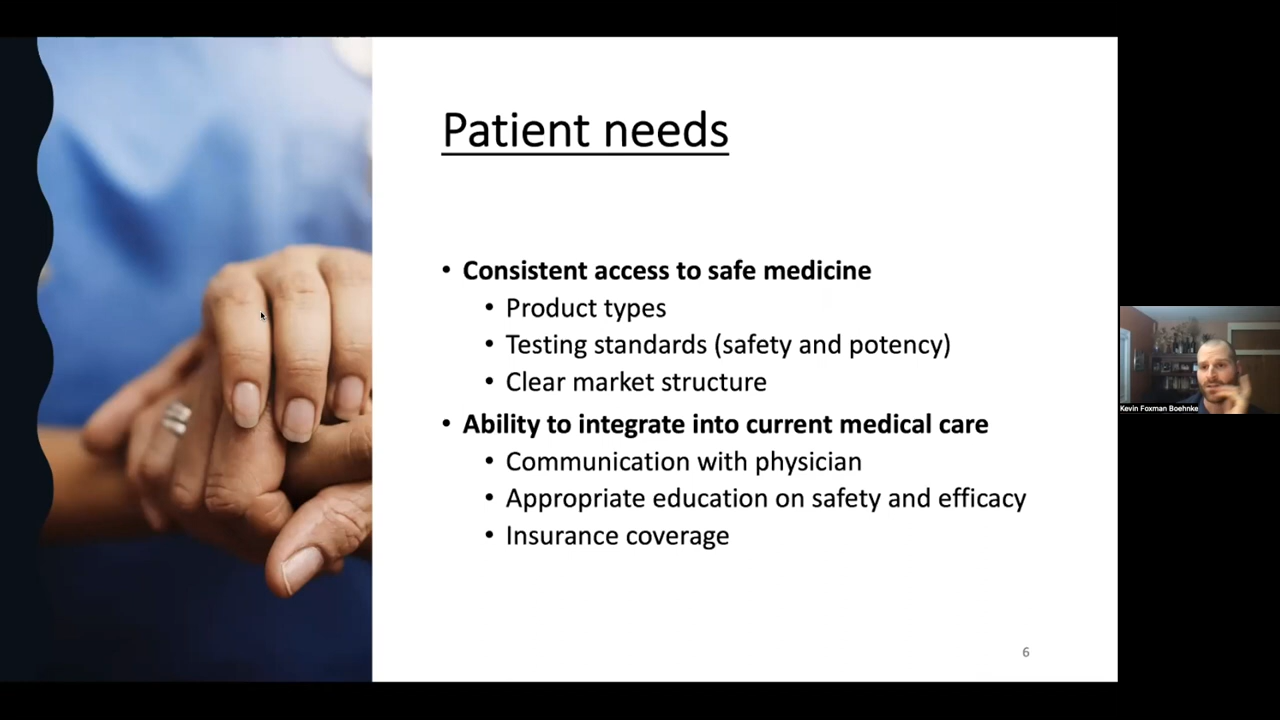 Patient needs
• Consistent access to safe medicine
• Product types
• Testing standards (safety and potency)
• Clear market structure
• Ability to integrate into current medical care
• Communication with physician
• Appropriate education on safety and efficacy
• Insurance coverage
6
Kevin Foxman Boehnke